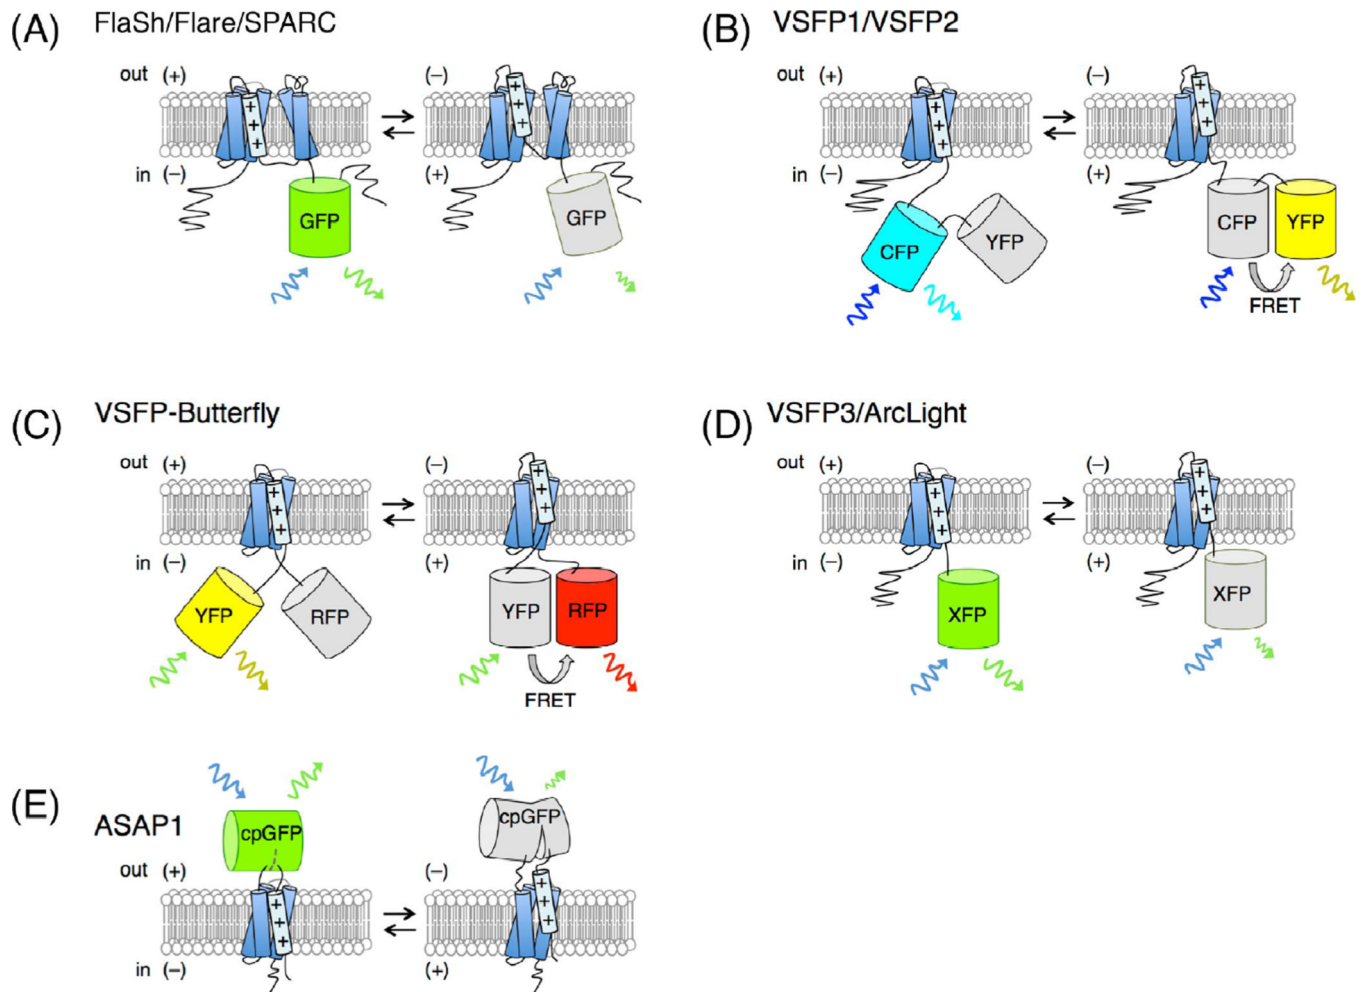 (A) FlaSh/Flare/SPARC
out (+) (−)
+ + + + + +
in (−) (+)
GFP GFP
(B) VSFP1/VSFP2
out (+) (−)
+ + + + + +
in (−) (+)
CFP YFP CFP YFP
FRET
(C) VSFP-Butterfly
out (+) (−)
+ + + + + +
in (−) (+)
YFP RFP YFP RFP
FRET
(D) VSFP3/ArcLight
out (+) (−)
+ + + + + +
in (−) (+)
XFP XFP
(E) ASAP1
cpGFP cpGFP
out (+) (−)
+ + + + + +
in (−) (+)